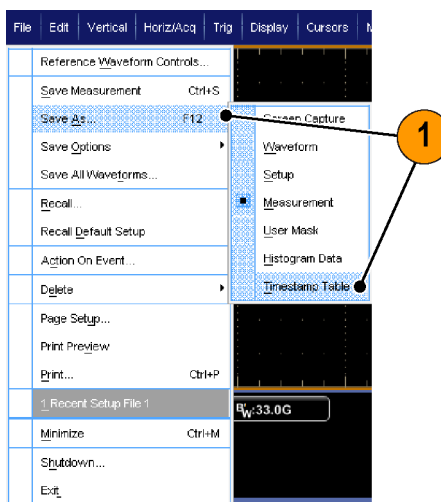 File Edit Vertical Horiz/Acq Trig Display Cursors
Reference Waveform Controls...
Save Measurement Ctrl+S
Save As... F12
Save Options
Save All Waveforms...
Recall...
Recall Default Setup
Action On Event...
Delete
Page Setup...
Print Preview
Print... Ctrl+P
1 Recent Setup File 1
Minimize Ctrl+M
Shutdown...
Exit
Screen Capture
Waveform
Setup
Measurement
User Mask
Histogram Data
Timestamp Table
1
BW:33.0G